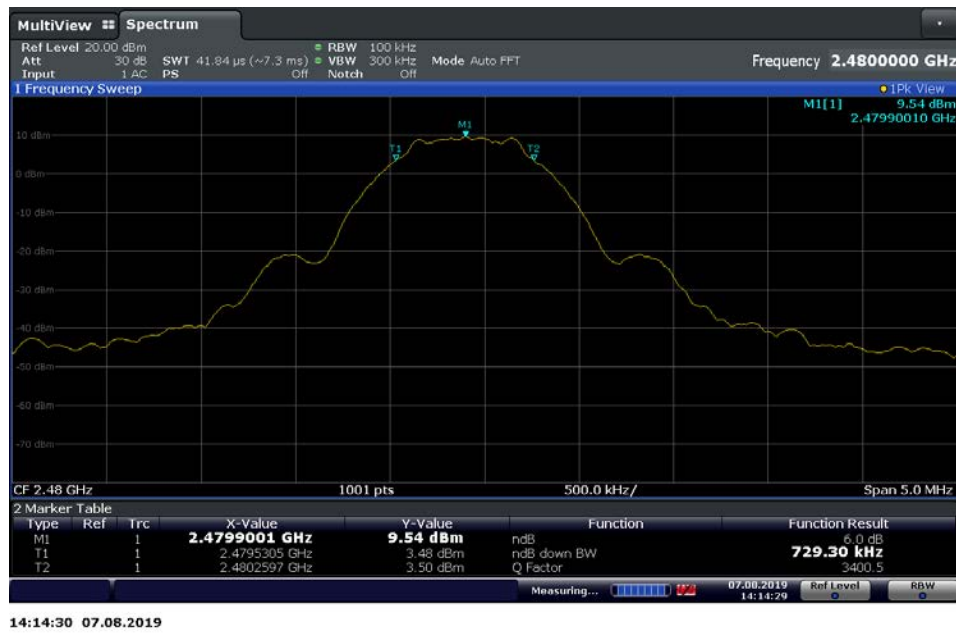 MultiView Spectrum
Ref Level 20.00 dBm RBW 100 kHz
Att 30 dB SWT 41.84 µs (~7.3 ms) VBW 300 kHz Mode Auto FFT Frequency 2.4800000 GHz
Input 1 AC PS Off Notch Off
1 Frequency Sweep 1Pk View
M1[1] 9.54 dBm
2.47990010 GHz
M1
10 dBm
T1 T2
0 dBm
-10 dBm
-20 dBm
-30 dBm
-40 dBm
-50 dBm
-60 dBm
-70 dBm
CF 2.48 GHz 1001 pts 500.0 kHz/ Span 5.0 MHz
2 Marker Table
Type Ref Trc X-Value Y-Value Function Function Result
M1 1 2.4799001 GHz 9.54 dBm ndB 6.0 dB
T1 1 2.4795305 GHz 3.48 dBm ndB down BW 729.30 kHz
T2 1 2.4802597 GHz 3.50 dBm Q Factor 3400.5
Measuring... 07.08.2019 Ref Level RBW
14:14:29
14:14:30 07.08.2019